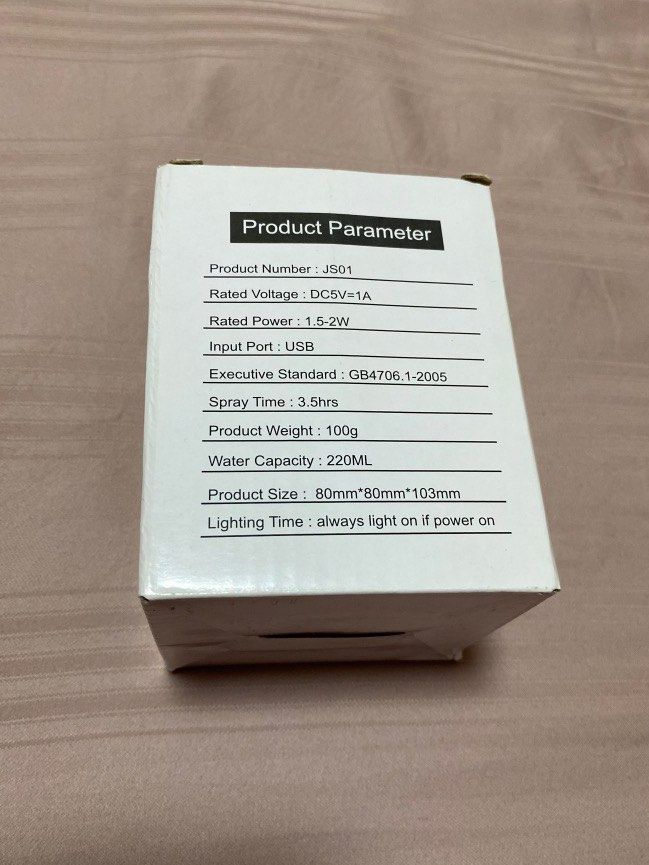 Product Parameter
Product Number : JS01
Rated Voltage : DC5V=1A
Rated Power : 1.5-2W
Input Port : USB
Executive Standard : GB4706.1-2005
Spray Time : 3.5hrs
Product Weight : 100g
Water Capacity : 220ML
Product Size : 80mm*80mm*103mm
Lighting Time : always light on if power on